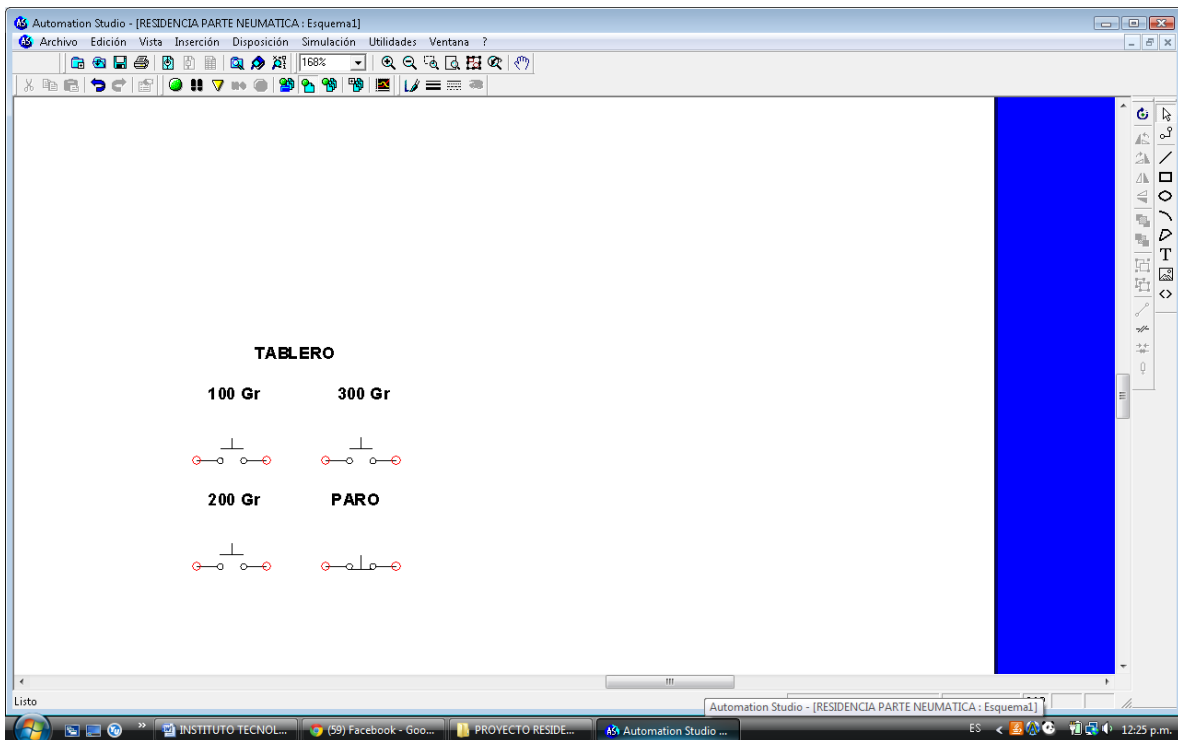 Automation Studio - [RESIDENCIA PARTE NEUMATICA : Esquema1]
Archivo Edición Vista Inserción Disposición Simulación Utilidades Ventana ?
168%
T
TABLERO
100 Gr 300 Gr
200 Gr PARO
Listo
Automation Studio - [RESIDENCIA PARTE NEUMATICA : Esquema1]
INSTITUTO TECNOL... (59) Facebook - Goo... PROYECTO RESIDE... Automation Studio ... ES 12:25 p.m.